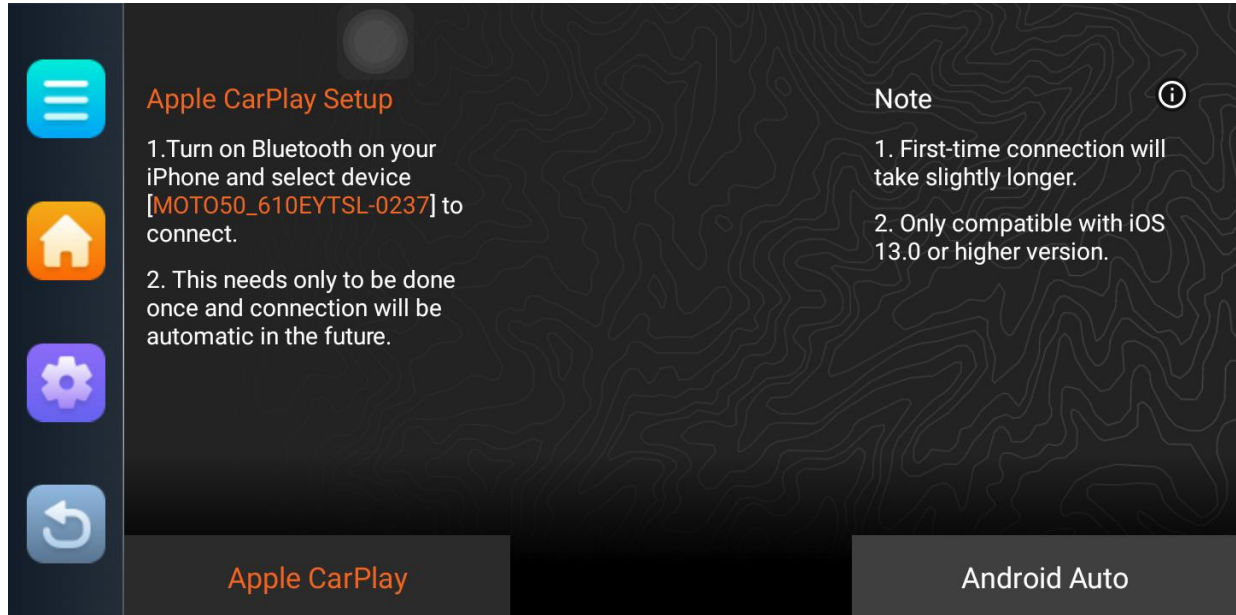 Apple CarPlay Setup
1.Turn on Bluetooth on your
iPhone and select device
[MOTO50_610EYTSL-0237] to
connect.
2. This needs only to be done
once and connection will be
automatic in the future.
Note
1. First-time connection will
take slightly longer.
2. Only compatible with iOS
13.0 or higher version.
Apple CarPlay
Android Auto